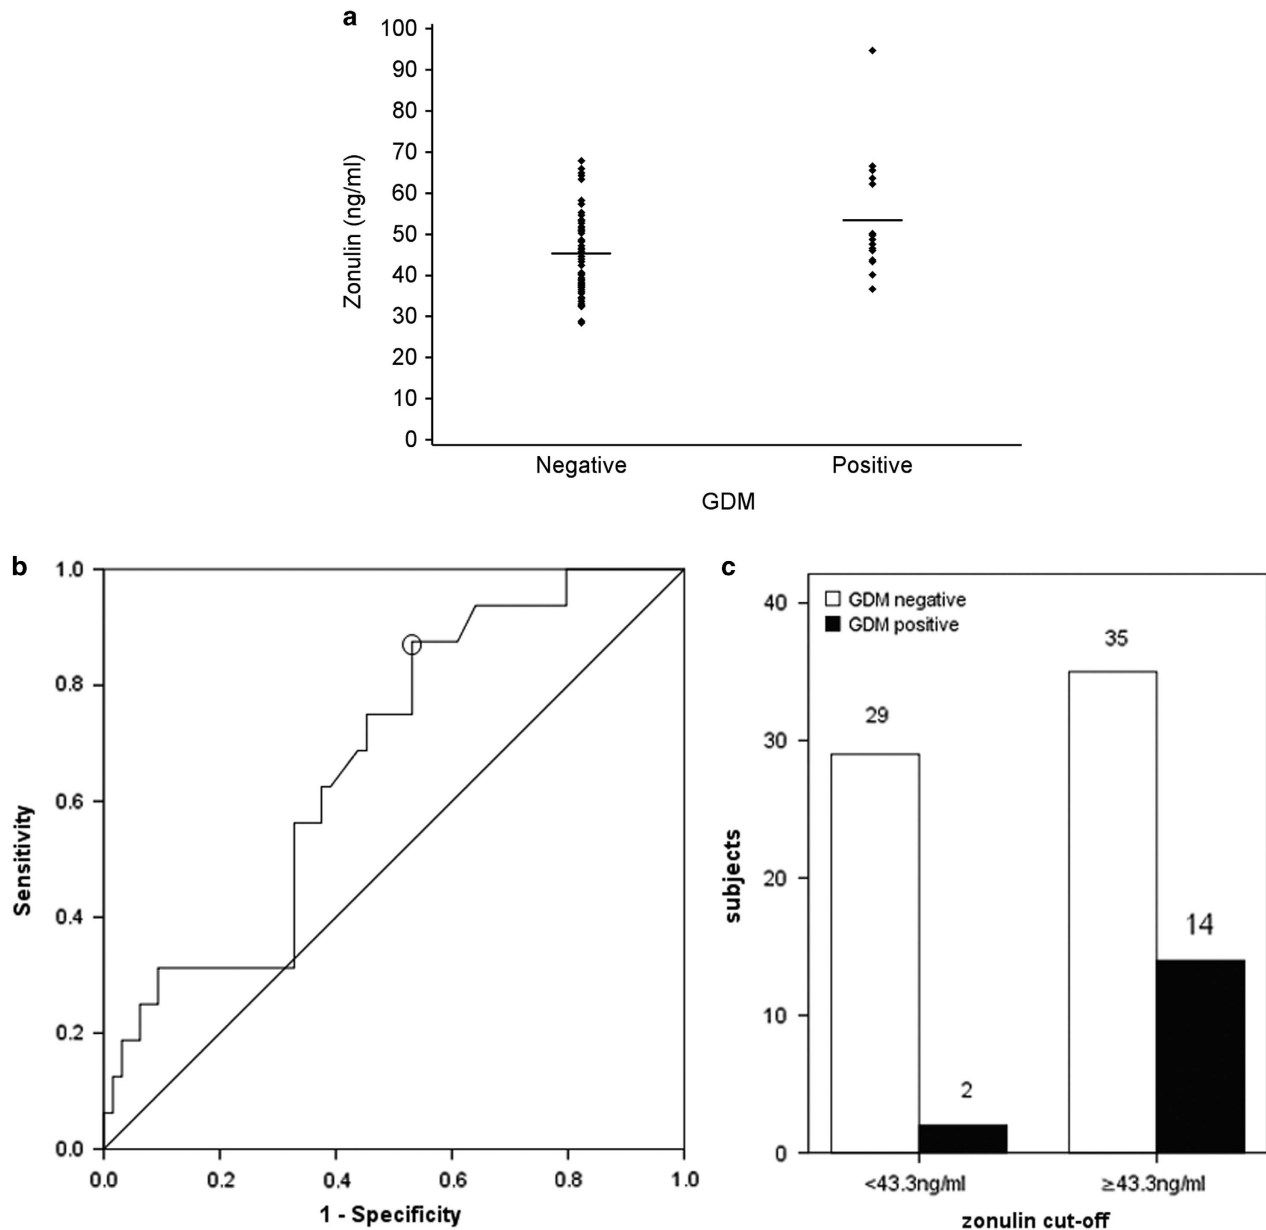 a
100
90
80
70
60
50
40
30
20
10
0
Zonulin (ng/ml)
Negative Positive
GDM
b
1.0
0.8
0.6
0.4
0.2
0.0
Sensitivity
0.0 0.2 0.4 0.6 0.8 1.0
1 - Specificity
c
GDM negative
GDM positive
40
30
20
10
0
subjects
29
2
35
14
<43.3ng/ml ≥43.3ng/ml
zonulin cut-off